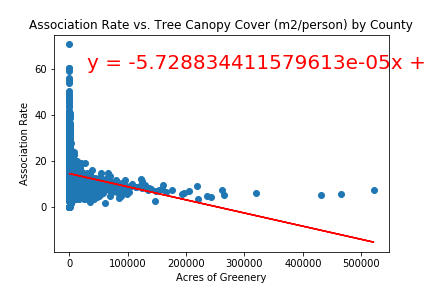 Association Rate vs. Tree Canopy Cover (m2/person) by County
y = -5.728834411579613e-05x +
60
40
20
0
Association Rate
0 100000 200000 300000 400000 500000
Acres of Greenery